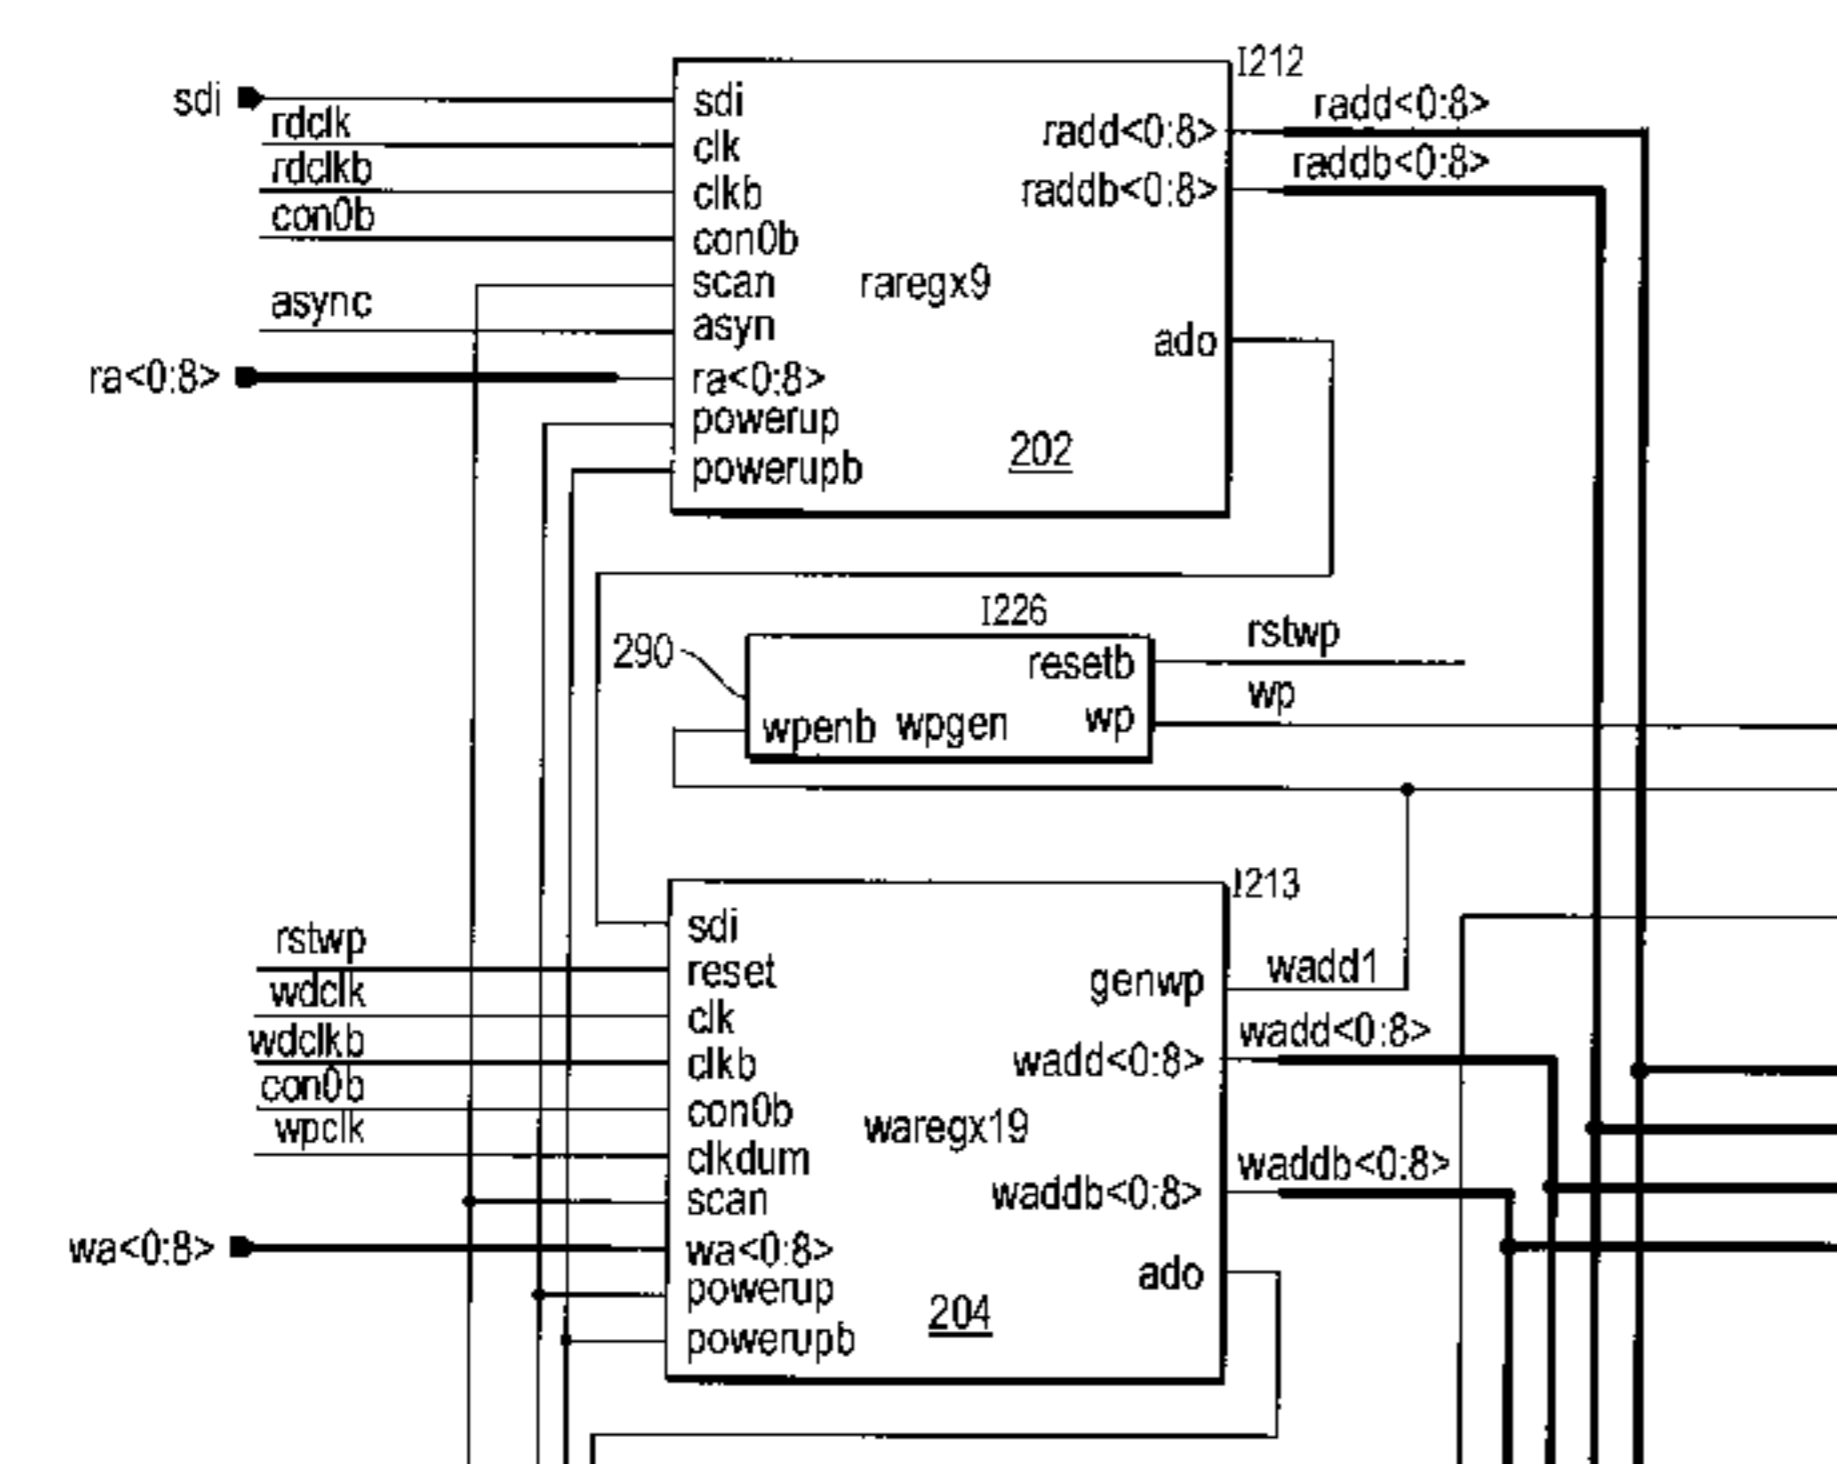 I212
sdi
sdi
radd<0:8>
rdclk
radd<0:8>
clk
rdclkb
raddb<0:8>
raddb<0:8>
clkb
con0b
con0b
scan
raregx9
async
asyn
ado
ra<0:8>
ra<0:8>
powerup
202
powerupb
I226
290
resetb
rstwp
wpenb
wpgen
wp
wp
I213
sdi
rstwp
reset
genwp
wadd1
wdclk
clk
wadd<0:8>
wadd<0:8>
wdclkb
clkb
con0b
con0b
waregx19
wpclk
clkdum
waddb<0:8>
waddb<0:8>
scan
wa<0:8>
wa<0:8>
ado
powerup
204
powerupb